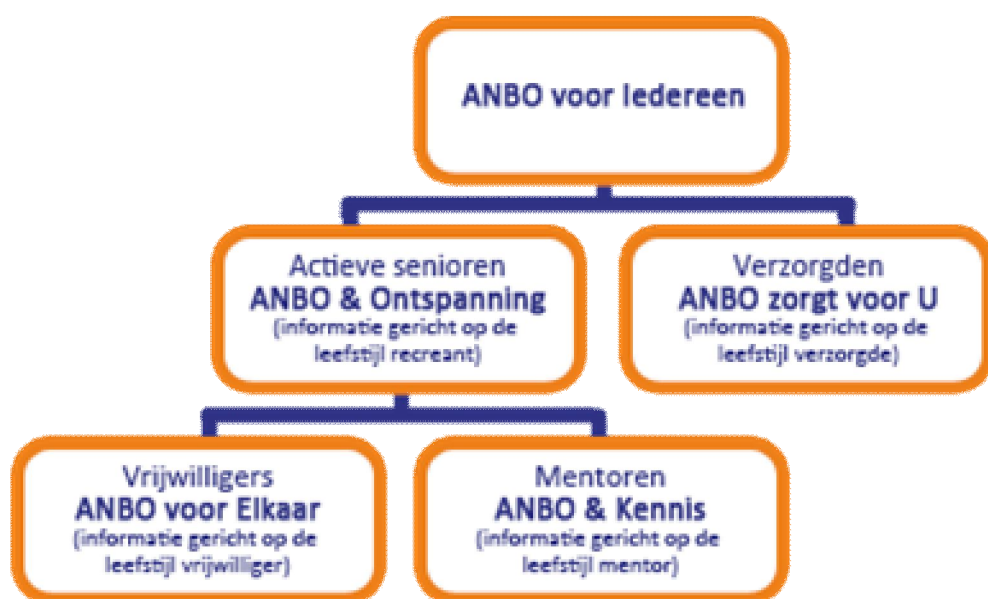 ANBO voor Iedereen
Actieve senioren
ANBO & Ontspanning
(informatie gericht op de
leefstijl recreant)
Verzorgden
ANBO zorgt voor U
(informatie gericht op de
leefstijl verzorgde)
Vrijwilligers
ANBO voor Elkaar
(informatie gericht op de
leefstijl vrijwilliger)
Mentoren
ANBO & Kennis
(informatie gericht op de
leefstijl mentor)